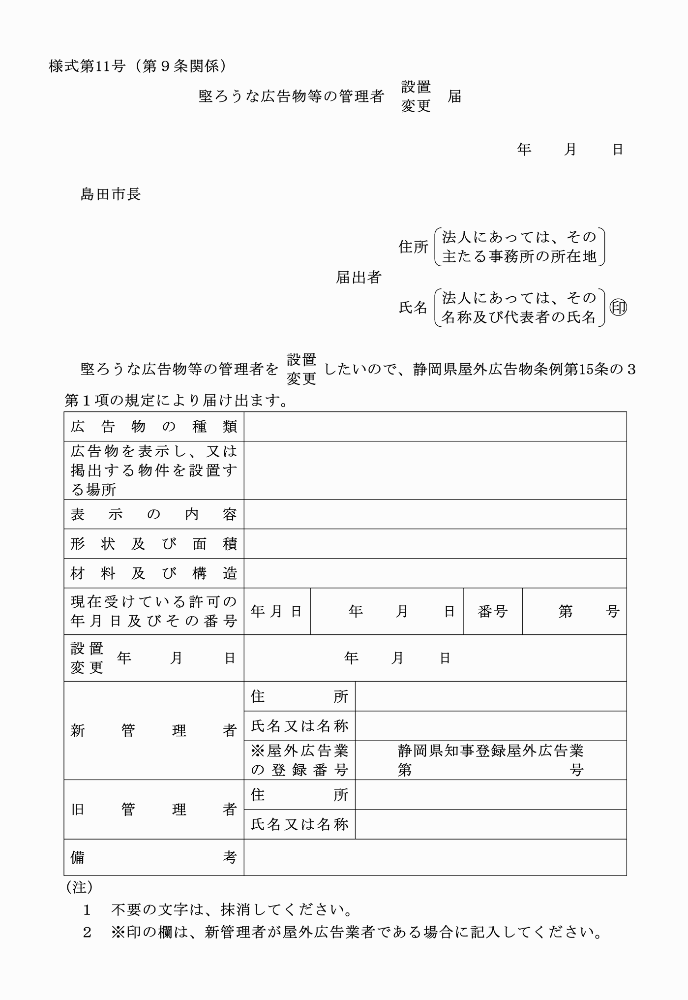 様式第11号（第９条関係）
堅ろうな広告物等の管理者　設置　届
変更
年　　月　　日
島田市長
住所
法人にあっては、その
主たる事務所の所在地
届出者
氏名
法人にあっては、その
名称及び代表者の氏名
㊞
堅ろうな広告物等の管理者を
設置
変更
したいので、静岡県屋外広告物条例第15条の３
第１項の規定により届け出ます。
広告物の種類
広告物を表示し、又は
掲出する物件を設置す
る場所
表示の内容
形状及び面積
材料及び構造
現在受けている許可の
年月日及びその番号
年月日
年　　月　　日
番号
第　　号
設置
変更
年　　月　　日
年　　月　　日
新管理者
住所
氏名又は名称
※屋外広告業
の登録番号
静岡県知事登録屋外広告業
第　　　　　　　　　　号
旧管理者
住所
氏名又は名称
備考
（注）
１　不要の文字は、抹消してください。
２　※印の欄は、新管理者が屋外広告業者である場合に記入してください。